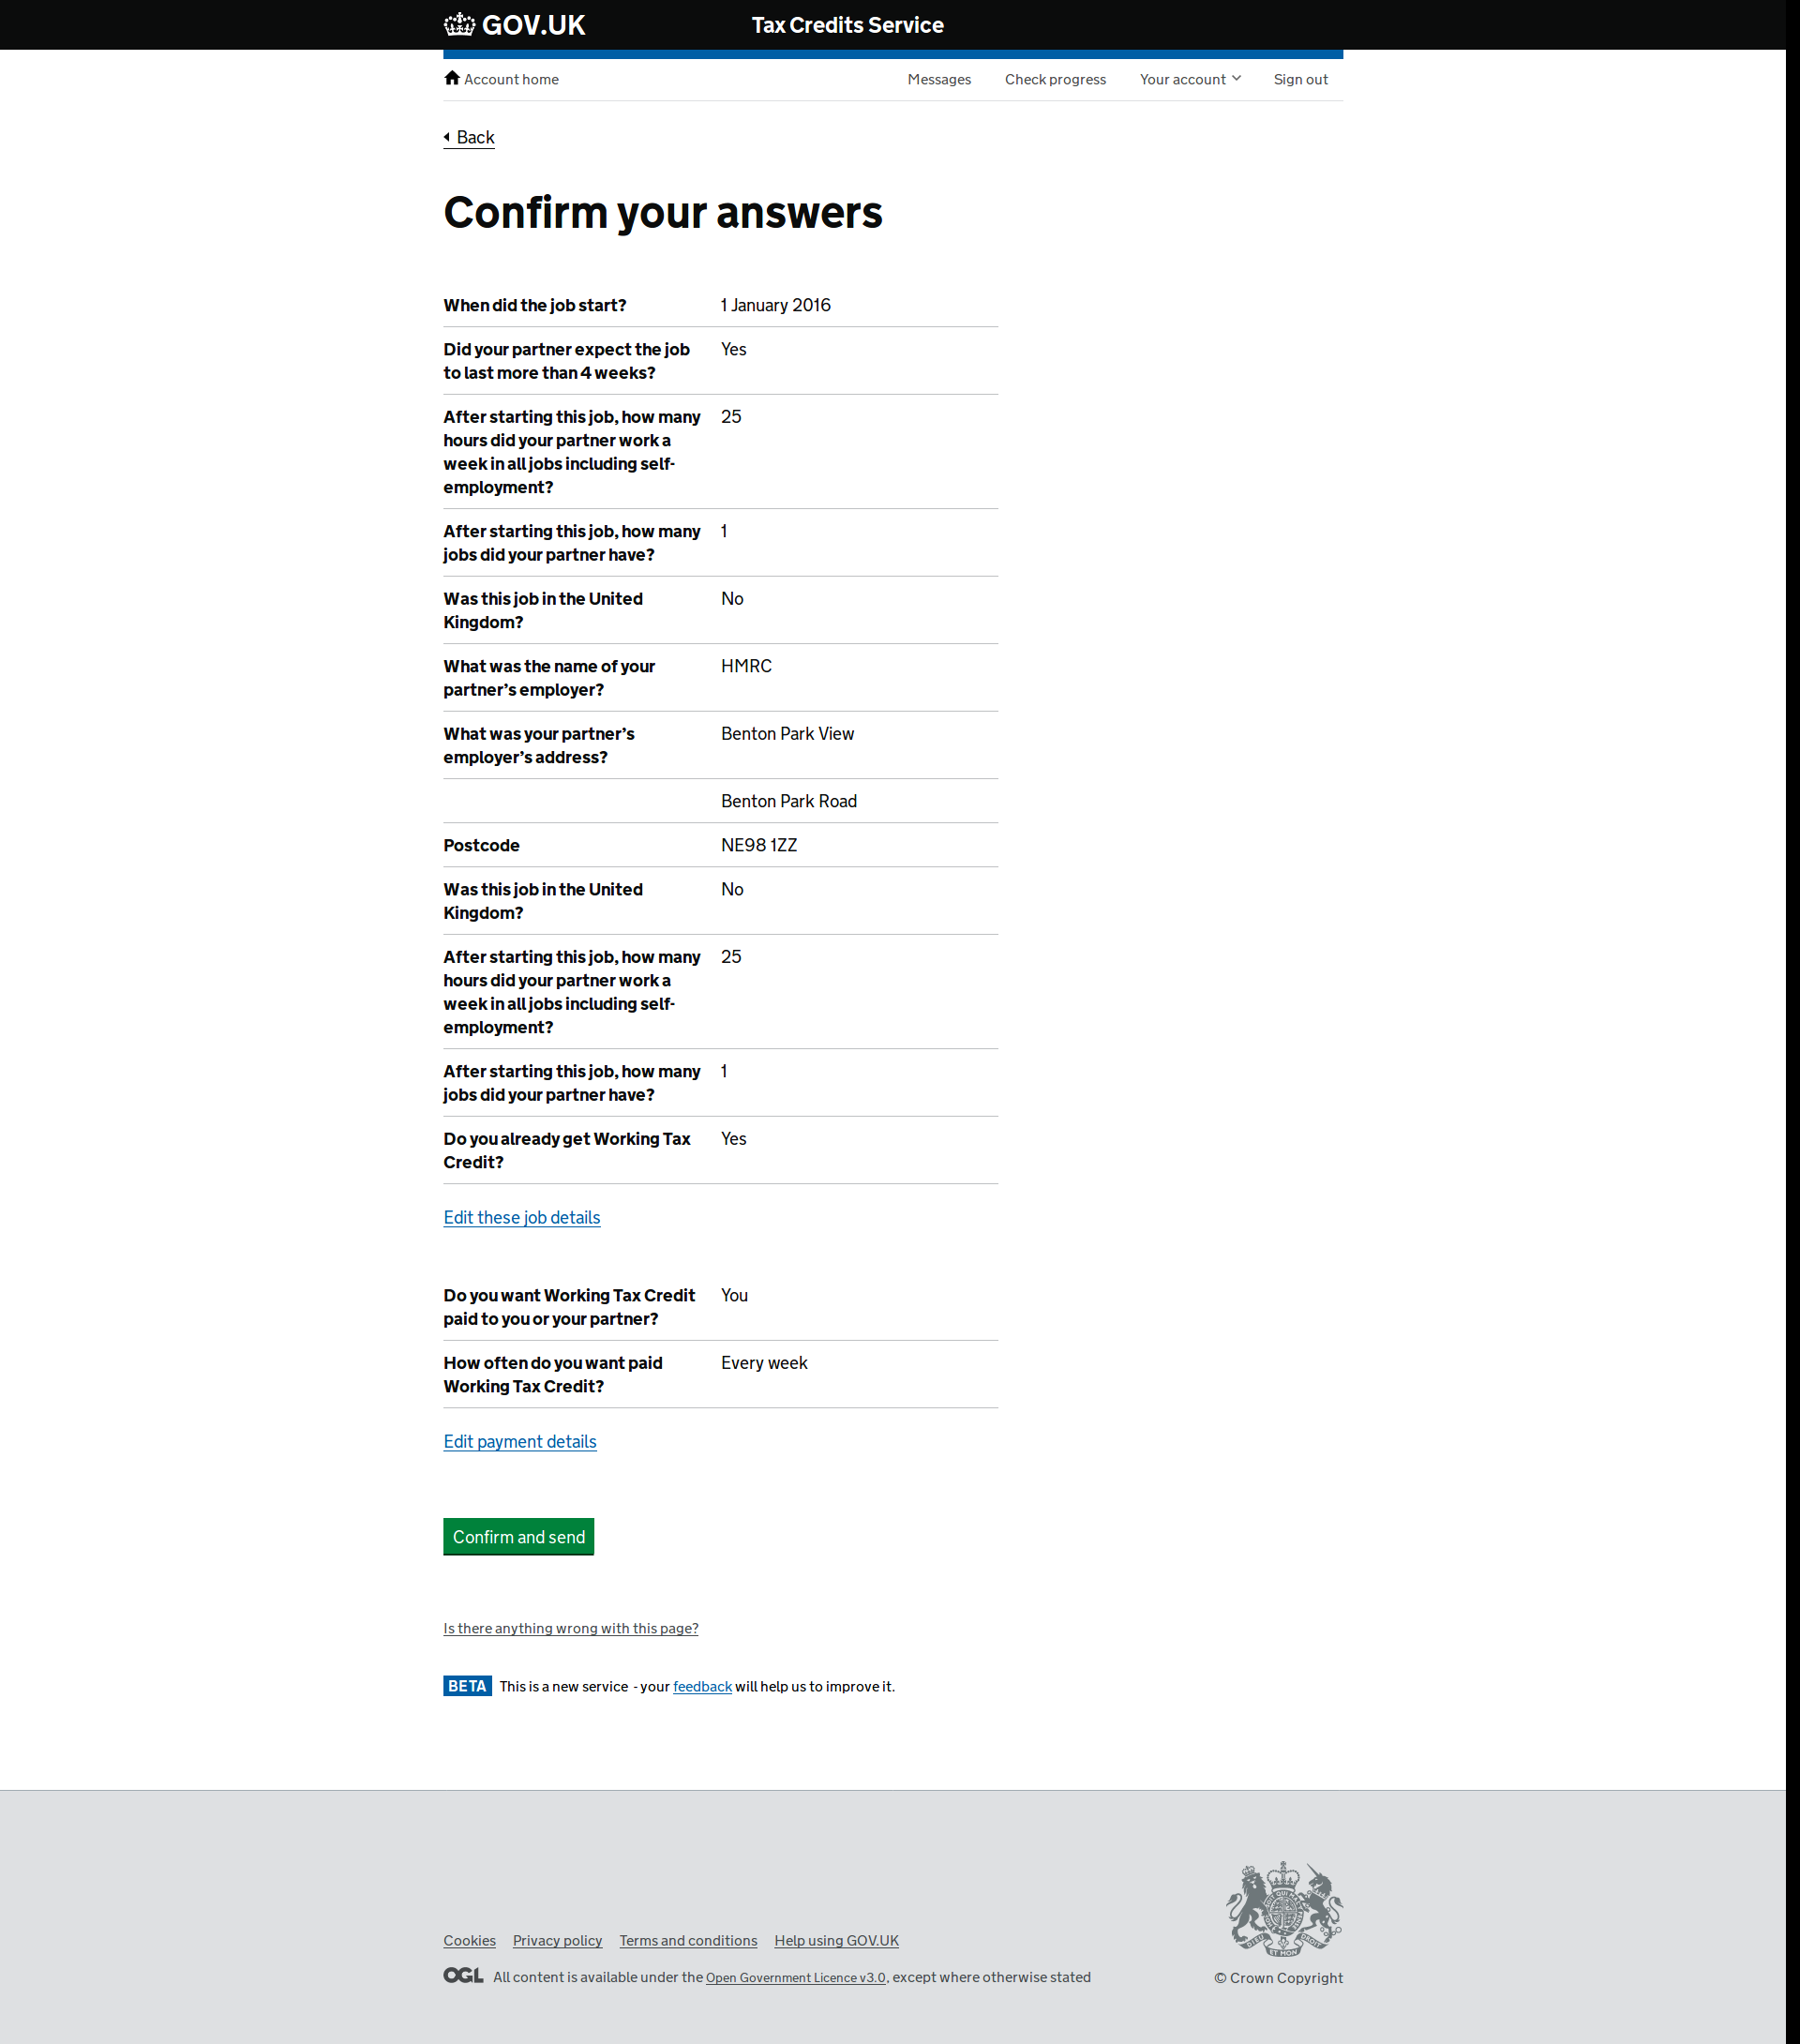 GOV.UK
Tax Credits Service
Account home
Messages
Check progress
Your account
Sign out
Back
Confirm your answers
When did the job start?
1 January 2016
Did your partner expect the job
to last more than 4 weeks?
Yes
After starting this job, how many
hours did your partner work a
week in all jobs including self-
employment?
25
After starting this job, how many
jobs did your partner have?
1
Was this job in the United
Kingdom?
No
What was the name of your
partner’s employer?
HMRC
What was your partner’s
employer’s address?
Benton Park View
Benton Park Road
Postcode
NE98 1ZZ
Was this job in the United
Kingdom?
No
After starting this job, how many
hours did your partner work a
week in all jobs including self-
employment?
25
After starting this job, how many
jobs did your partner have?
1
Do you already get Working Tax
Credit?
Yes
Edit these job details
Do you want Working Tax Credit
paid to you or your partner?
You
How often do you want paid
Working Tax Credit?
Every week
Edit payment details
Confirm and send
Is there anything wrong with this page?
BETA This is a new service - your feedback will help us to improve it.
Cookies
Privacy policy
Terms and conditions
Help using GOV.UK
OGL All content is available under the Open Government Licence v3.0, except where otherwise stated
DIEU ET MON DROIT
© Crown Copyright